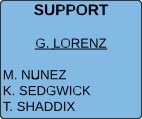 SUPPORT
G. LORENZ
M. NUNEZ
K. SEDGWICK
T. SHADDIX